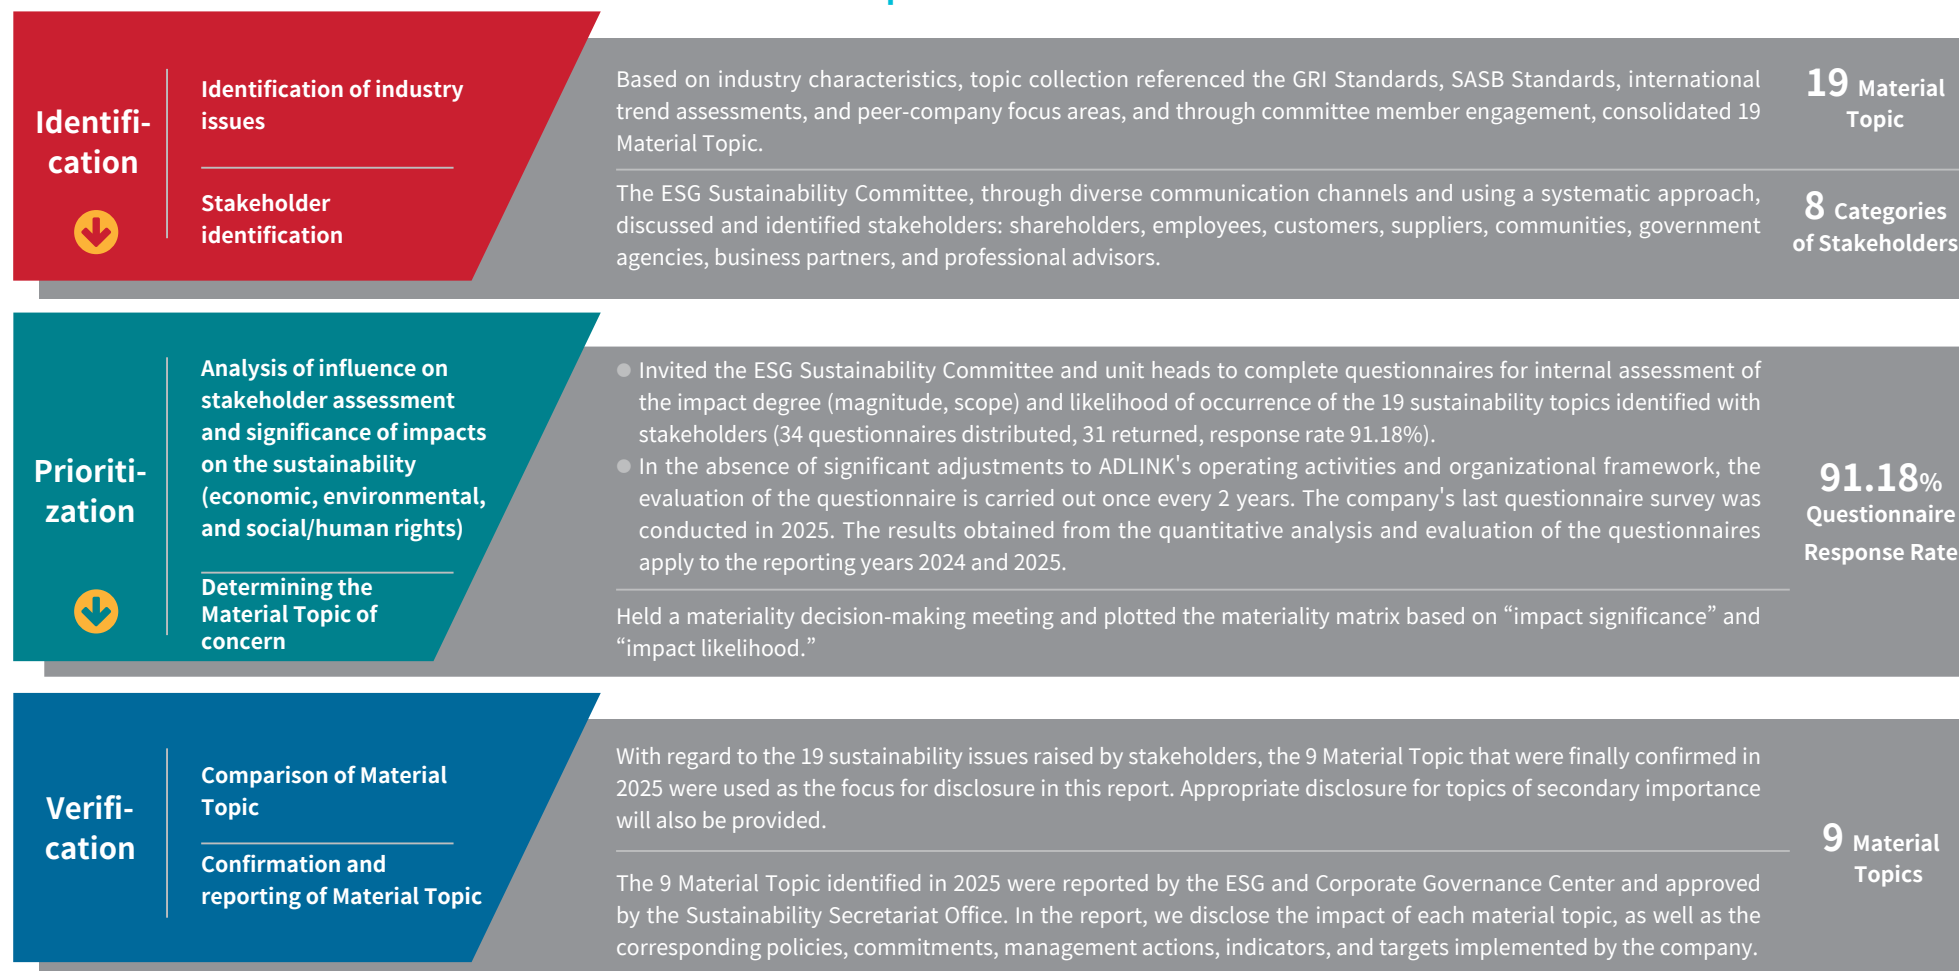 Identifi-
cation
Identification of industry
issues
Based on industry characteristics, topic collection referenced the GRI Standards, SASB Standards, international
trend assessments, and peer-company focus areas, and through committee member engagement, consolidated 19
Material Topic.
19 Material
Topic
Stakeholder
identification
The ESG Sustainability Committee, through diverse communication channels and using a systematic approach,
discussed and identified stakeholders: shareholders, employees, customers, suppliers, communities, government
agencies, business partners, and professional advisors.
8 Categories
of Stakeholders
Prioriti-
zation
Analysis of influence on
stakeholder assessment
and significance of impacts
on the sustainability
(economic, environmental,
and social/human rights)
Invited the ESG Sustainability Committee and unit heads to complete questionnaires for internal assessment of
the impact degree (magnitude, scope) and likelihood of occurrence of the 19 sustainability topics identified with
stakeholders (34 questionnaires distributed, 31 returned, response rate 91.18%).
In the absence of significant adjustments to ADLINK's operating activities and organizational framework, the
evaluation of the questionnaire is carried out once every 2 years. The company's last questionnaire survey was
conducted in 2025. The results obtained from the quantitative analysis and evaluation of the questionnaires
apply to the reporting years 2024 and 2025.
91.18%
Questionnaire
Response Rate
Determining the
Material Topic of
concern
Held a materiality decision-making meeting and plotted the materiality matrix based on “impact significance” and
“impact likelihood.”
Verifi-
cation
Comparison of Material
Topic
With regard to the 19 sustainability issues raised by stakeholders, the 9 Material Topic that were finally confirmed in
2025 were used as the focus for disclosure in this report. Appropriate disclosure for topics of secondary importance
will also be provided.
9 Material
Topics
Confirmation and
reporting of Material Topic
The 9 Material Topic identified in 2025 were reported by the ESG and Corporate Governance Center and approved
by the Sustainability Secretariat Office. In the report, we disclose the impact of each material topic, as well as the
corresponding policies, commitments, management actions, indicators, and targets implemented by the company.